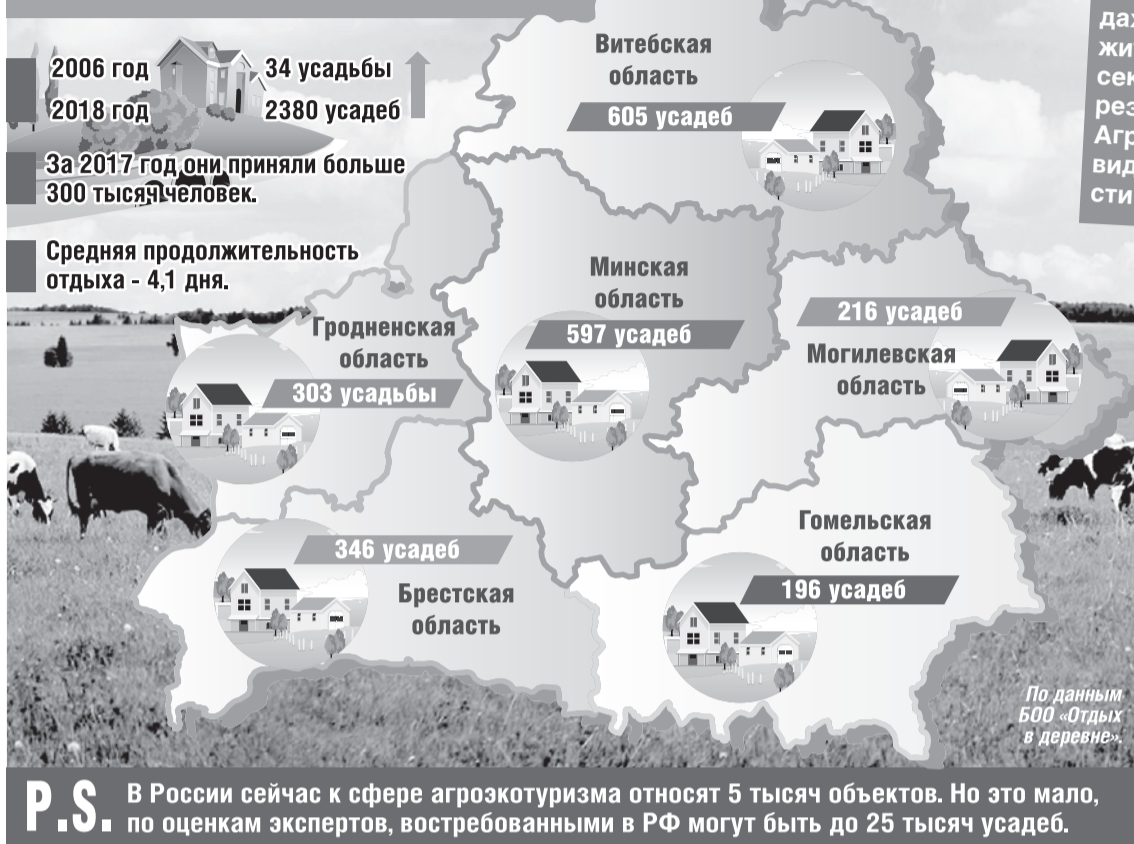 2006 год 34 усадьбы
2018 год 2380 усадеб
За 2017 год они приняли больше
300 тысяч человек.
Средняя продолжительность
отдыха - 4,1 дня.
Витебская
область
605 усадеб
Минская
область
597 усадеб
216 усадеб
Могилевская
область
Гродненская
область
303 усадьбы
346 усадеб
Брестская
область
Гомельская
область
196 усадеб
По данным
БОО «Отдых
в деревне».
P.S. В России сейчас к сфере агроэкотуризма относят 5 тысяч объектов. Но это мало,
по оценкам экспертов, востребованными в РФ могут быть до 25 тысяч усадеб.